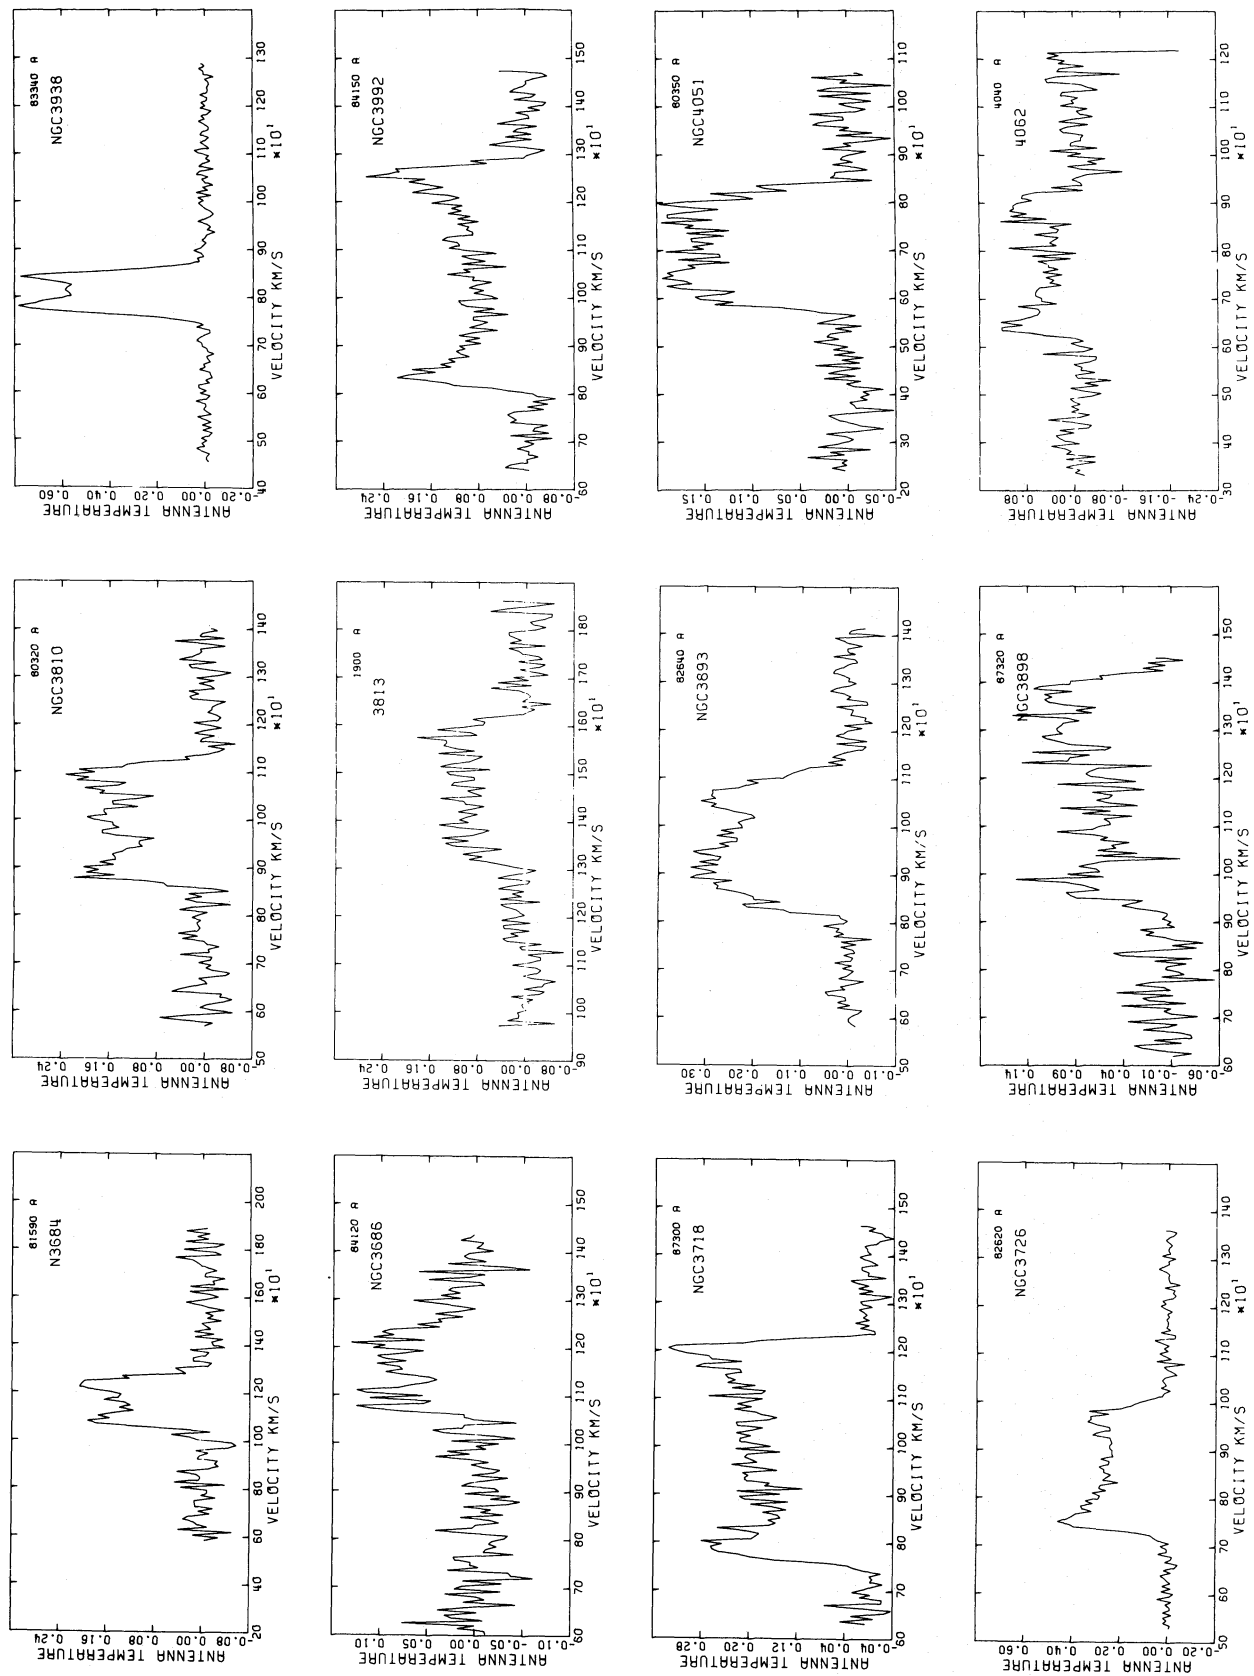 81590 A
N3684
ANTENNA TEMPERATURE
0.24
0.16
0.08
0.00
-0.08
20 40 60 80 100 120 140 160 180 200
VELOCITY KM/S *10¹
80320 A
NGC3810
ANTENNA TEMPERATURE
0.24
0.16
0.08
0.00
-0.08
50 60 70 80 90 100 110 120 130 140
VELOCITY KM/S *10¹
83340 A
NGC3938
ANTENNA TEMPERATURE
0.60
0.40
0.20
0.00
-0.20
40 50 60 70 80 90 100 110 120 130
VELOCITY KM/S *10¹
84120 A
NGC3686
ANTENNA TEMPERATURE
0.10
0.05
0.00
-0.05
-0.10
60 70 80 90 100 110 120 130 140 150
VELOCITY KM/S *10¹
1900 A
3813
ANTENNA TEMPERATURE
0.24
0.16
0.08
0.00
-0.08
90 100 110 120 130 140 150 160 170 180
VELOCITY KM/S *10¹
84150 A
NGC3992
ANTENNA TEMPERATURE
0.24
0.16
0.08
0.00
-0.08
60 70 80 90 100 110 120 130 140 150
VELOCITY KM/S *10¹
87300 A
NGC3718
ANTENNA TEMPERATURE
0.28
0.20
0.12
0.04
-0.04
60 70 80 90 100 110 120 130 140 150
VELOCITY KM/S *10¹
82640 A
NGC3893
ANTENNA TEMPERATURE
0.30
0.20
0.10
0.00
-0.10
50 60 70 80 90 100 110 120 130 140
VELOCITY KM/S *10¹
80350 A
NGC4051
ANTENNA TEMPERATURE
0.15
0.10
0.05
0.00
-0.05
20 30 40 50 60 70 80 90 100 110
VELOCITY KM/S *10¹
82620 A
NGC3726
ANTENNA TEMPERATURE
0.60
0.40
0.20
0.00
-0.20
50 60 70 80 90 100 110 120 130 140
VELOCITY KM/S *10¹
87320 A
NGC3898
ANTENNA TEMPERATURE
0.14
0.09
0.04
-0.01
-0.06
60 70 80 90 100 110 120 130 140 150
VELOCITY KM/S *10¹
4040 A
4062
ANTENNA TEMPERATURE
0.08
0.00
-0.08
-0.16
-0.24
30 40 50 60 70 80 90 100 110 120
VELOCITY KM/S *10¹